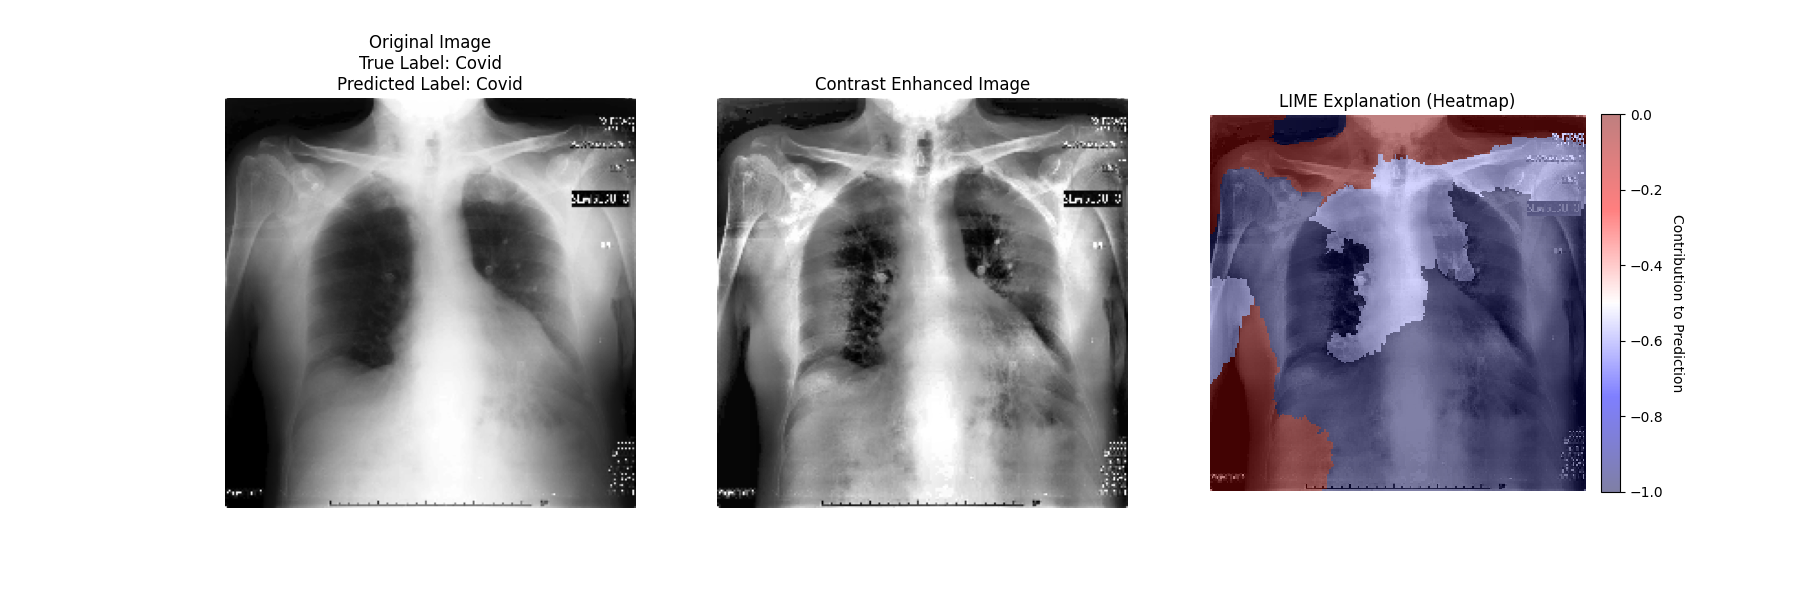 Original Image
True Label: Covid
Predicted Label: Covid
Contrast Enhanced Image
LIME Explanation (Heatmap)
0.0
−0.2
−0.4
−0.6
−0.8
−1.0
Contribution to Prediction